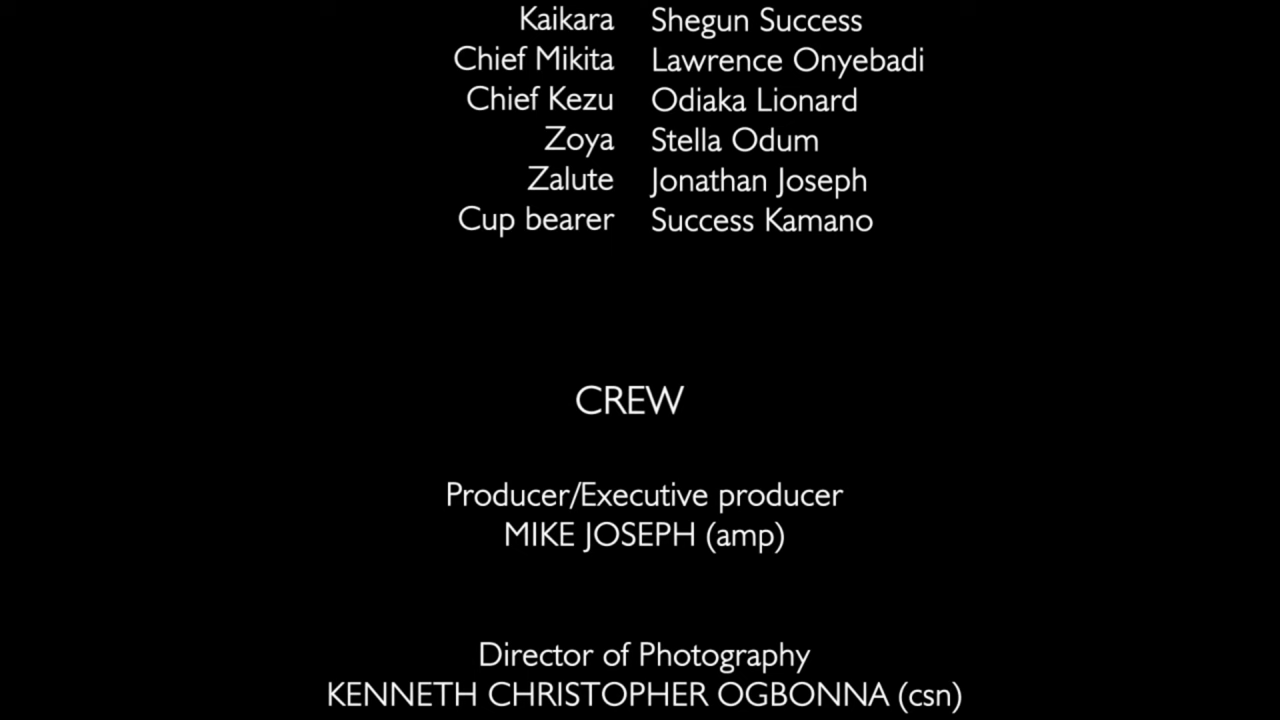 Kaikara Shegun Success
Chief Mikita Lawrence Onyebadi
Chief Kezu Odiaka Lionard
Zoya Stella Odum
Zalute Jonathan Joseph
Cup bearer Success Kamano
CREW
Producer/Executive producer
MIKE JOSEPH (amp)
Director of Photography
KENNETH CHRISTOPHER OGBONNA (csn)